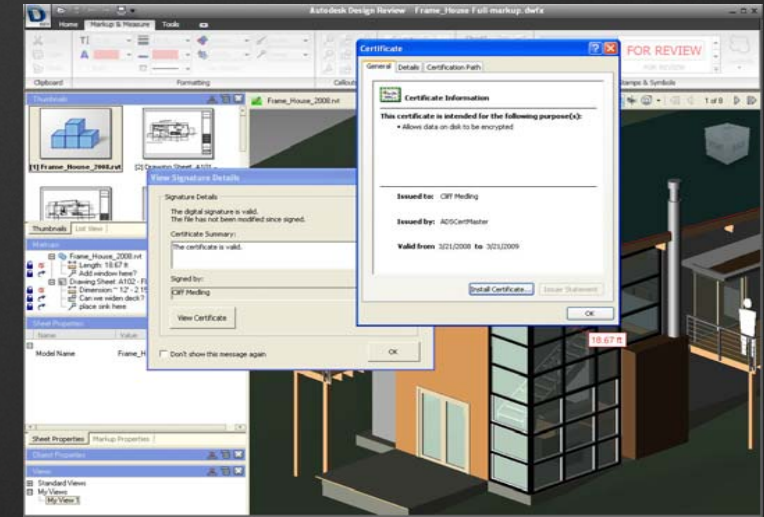 Autodesk Design Review Frame_House Full-markup.dwfx
Home Markup & Measure Tools
Clipboard
Formatting
Callouts
FOR REVIEW
FOR REVIEW
Stamps & Symbols
Thumbnails
Frame_House_2008.rvt
1 of 8
[1] Frame_House_2008.rvt
[2] Drawing Sheet: A101 -
Thumbnails List View
Markups
Frame_House_2008.rvt
Length: 18.67 ft
Add window here?
Drawing Sheet: A102 - Fl
Can we widen deck?
place sink here
Sheet Properties
Name Value
Model Name Frame_H
Sheet Properties Markup Properties
Object Properties
Views
Standard Views
My Views
My View 1
View Signature Details
Signature Details
The digital signature is valid.
The file has not been modified since signed.
Certificate Summary:
The certificate is valid.
Signed by:
Cliff Medling
View Certificate
Don't show this message again
OK
Certificate
General Details Certification Path
Certificate Information
This certificate is intended for the following purpose(s):
• Allows data on disk to be encrypted
Issued to: Cliff Medling
Issued by: ADSCertMaster
Valid from 3/21/2008 to 3/21/2009
Install Certificate... Issuer Statement
OK
18.67 ft